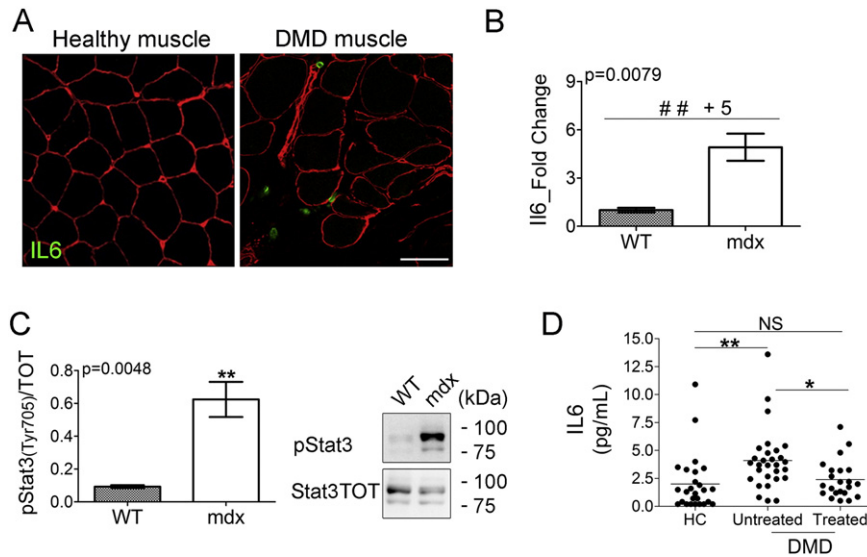 A
Healthy muscle
DMD muscle
IL6
B
p=0.0079
## + 5
Il6_Fold Change
9
6
3
0
WT
mdx
C
p=0.0048
**
pStat3(Tyr705)/TOT
0.8
0.6
0.4
0.2
0.0
WT
mdx
WT mdx (kDa)
pStat3
- 100
- 75
Stat3TOT
- 100
- 75
D
NS
**
*
IL6
(pg/mL)
15.0
12.5
10.0
7.5
5.0
2.5
0.0
HC Untreated Treated
DMD